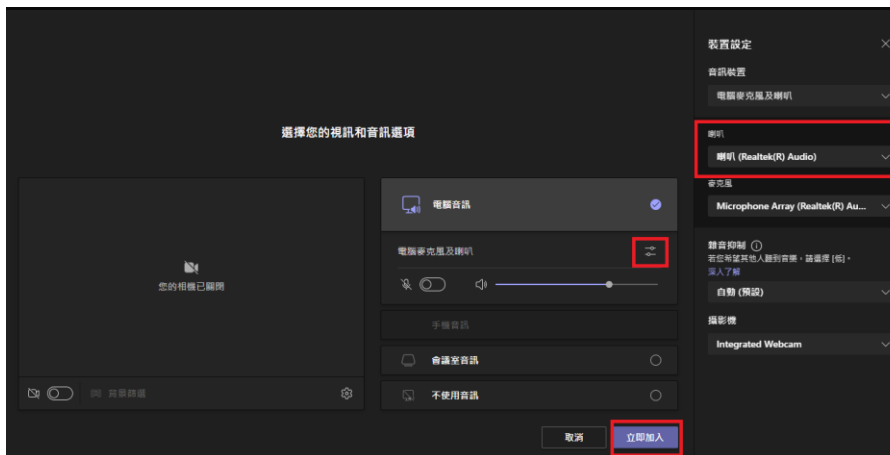 選擇您的視訊和音訊選項
您的相機已關閉
背景篩選
電腦音訊
電腦麥克風及喇叭
手機音訊
會議室音訊
不使用音訊
取消
立即加入
裝置設定
音訊裝置
電腦麥克風及喇叭
喇叭
喇叭 (Realtek(R) Audio)
麥克風
Microphone Array (Realtek(R) Au...
雜音抑制
若您希望其他人聽到音樂，請選擇 [低]。
深入了解
自動 (預設)
攝影機
Integrated Webcam